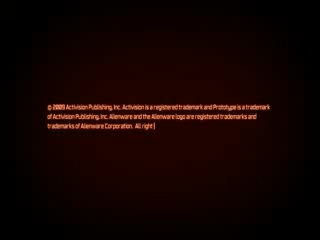 © 2009 Activision Publishing, Inc. Activision is a registered trademark and Prototype is a trademark
of Activision Publishing, Inc. Alienware and the Alienware logo are registered trademarks and
trademarks of Alienware Corporation. All right